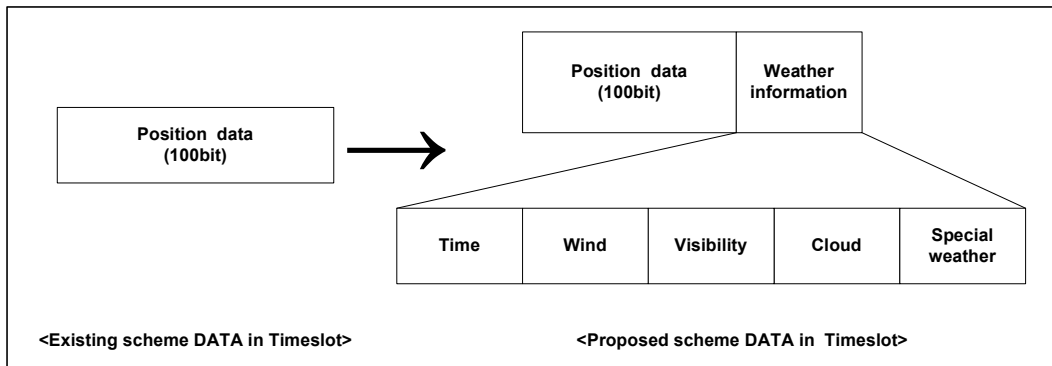 Position data
(100bit)
Position data
(100bit)
Weather
information
Time
Wind
Visibility
Cloud
Special
weather
<Existing scheme DATA in Timeslot>
<Proposed scheme DATA in Timeslot>